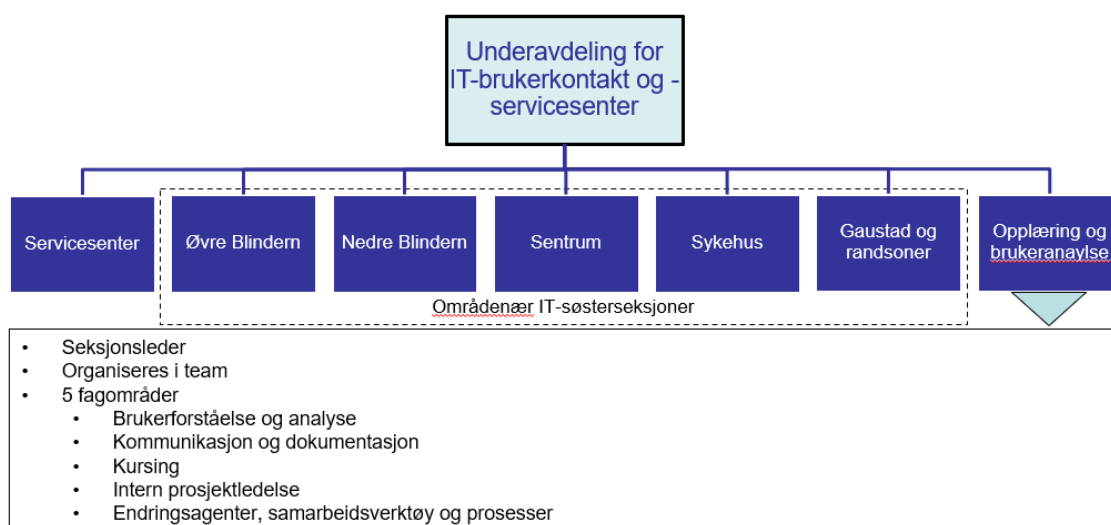 Underavdeling for
IT-brukerkontakt og -
servicesenter
Servicesenter
Øvre Blindern
Nedre Blindern
Sentrum
Sykehus
Gaustad og
randsoner
Opplæring og
brukeranaylse
Områdenær IT-søsterseksjoner
• Seksjonsleder
• Organiseres i team
• 5 fagområder
• Brukerforståelse og analyse
• Kommunikasjon og dokumentasjon
• Kursing
• Intern prosjektledelse
• Endringsagenter, samarbeidsverktøy og prosesser